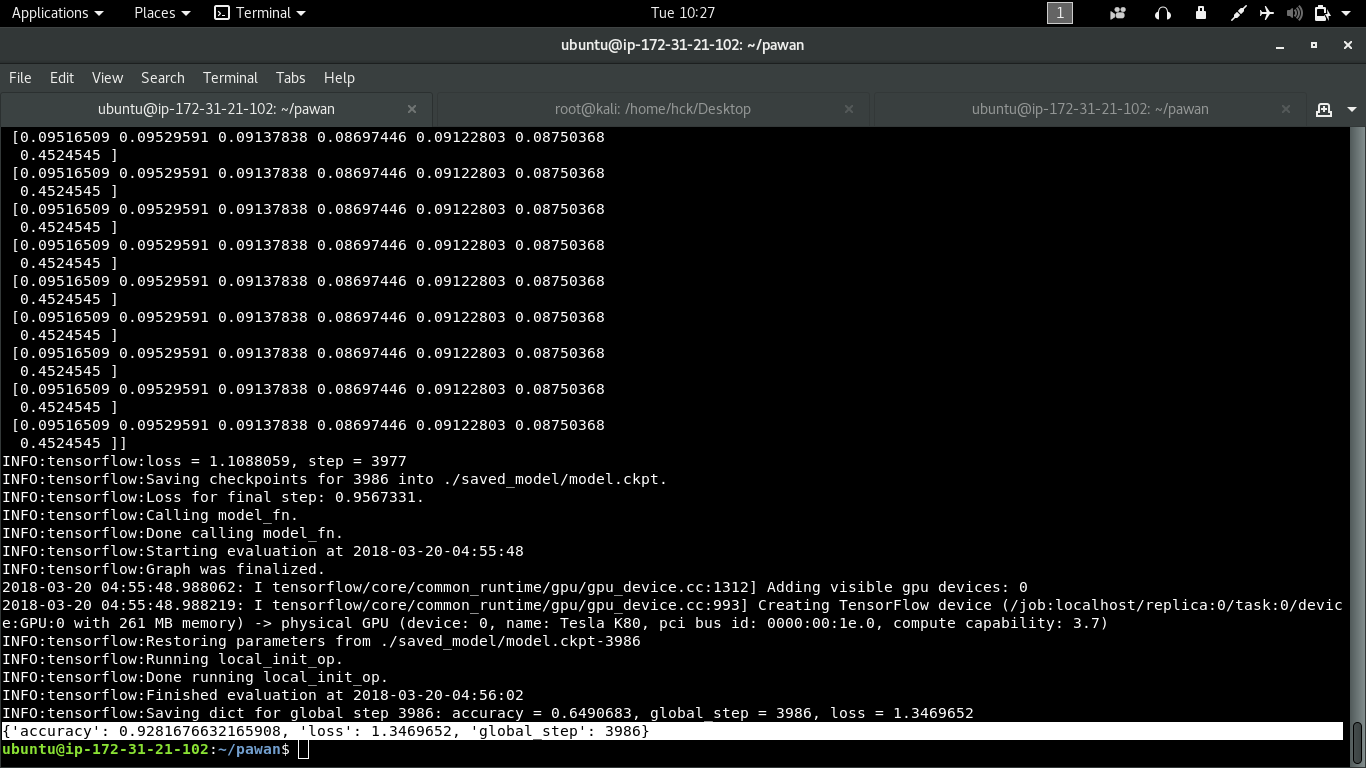 Applications Places Terminal Tue 10:27 1
ubuntu@ip-172-31-21-102: ~/pawan
File Edit View Search Terminal Tabs Help
ubuntu@ip-172-31-21-102: ~/pawan × root@kali: /home/hck/Desktop × ubuntu@ip-172-31-21-102: ~/pawan ×
[0.09516509 0.09529591 0.09137838 0.08697446 0.09122803 0.08750368
0.4524545 ]
[0.09516509 0.09529591 0.09137838 0.08697446 0.09122803 0.08750368
0.4524545 ]
[0.09516509 0.09529591 0.09137838 0.08697446 0.09122803 0.08750368
0.4524545 ]
[0.09516509 0.09529591 0.09137838 0.08697446 0.09122803 0.08750368
0.4524545 ]
[0.09516509 0.09529591 0.09137838 0.08697446 0.09122803 0.08750368
0.4524545 ]
[0.09516509 0.09529591 0.09137838 0.08697446 0.09122803 0.08750368
0.4524545 ]
[0.09516509 0.09529591 0.09137838 0.08697446 0.09122803 0.08750368
0.4524545 ]
[0.09516509 0.09529591 0.09137838 0.08697446 0.09122803 0.08750368
0.4524545 ]
[0.09516509 0.09529591 0.09137838 0.08697446 0.09122803 0.08750368
0.4524545 ]]
INFO:tensorflow:loss = 1.1088059, step = 3977
INFO:tensorflow:Saving checkpoints for 3986 into ./saved_model/model.ckpt.
INFO:tensorflow:Loss for final step: 0.9567331.
INFO:tensorflow:Calling model_fn.
INFO:tensorflow:Done calling model_fn.
INFO:tensorflow:Starting evaluation at 2018-03-20-04:55:48
INFO:tensorflow:Graph was finalized.
2018-03-20 04:55:48.988062: I tensorflow/core/common_runtime/gpu/gpu_device.cc:1312] Adding visible gpu devices: 0
2018-03-20 04:55:48.988219: I tensorflow/core/common_runtime/gpu/gpu_device.cc:993] Creating TensorFlow device (/job:localhost/replica:0/task:0/devic
e:GPU:0 with 261 MB memory) -> physical GPU (device: 0, name: Tesla K80, pci bus id: 0000:00:1e.0, compute capability: 3.7)
INFO:tensorflow:Restoring parameters from ./saved_model/model.ckpt-3986
INFO:tensorflow:Running local_init_op.
INFO:tensorflow:Done running local_init_op.
INFO:tensorflow:Finished evaluation at 2018-03-20-04:56:02
INFO:tensorflow:Saving dict for global step 3986: accuracy = 0.6490683, global_step = 3986, loss = 1.3469652
{'accuracy': 0.9281676632165908, 'loss': 1.3469652, 'global_step': 3986}
ubuntu@ip-172-31-21-102:~/pawan$